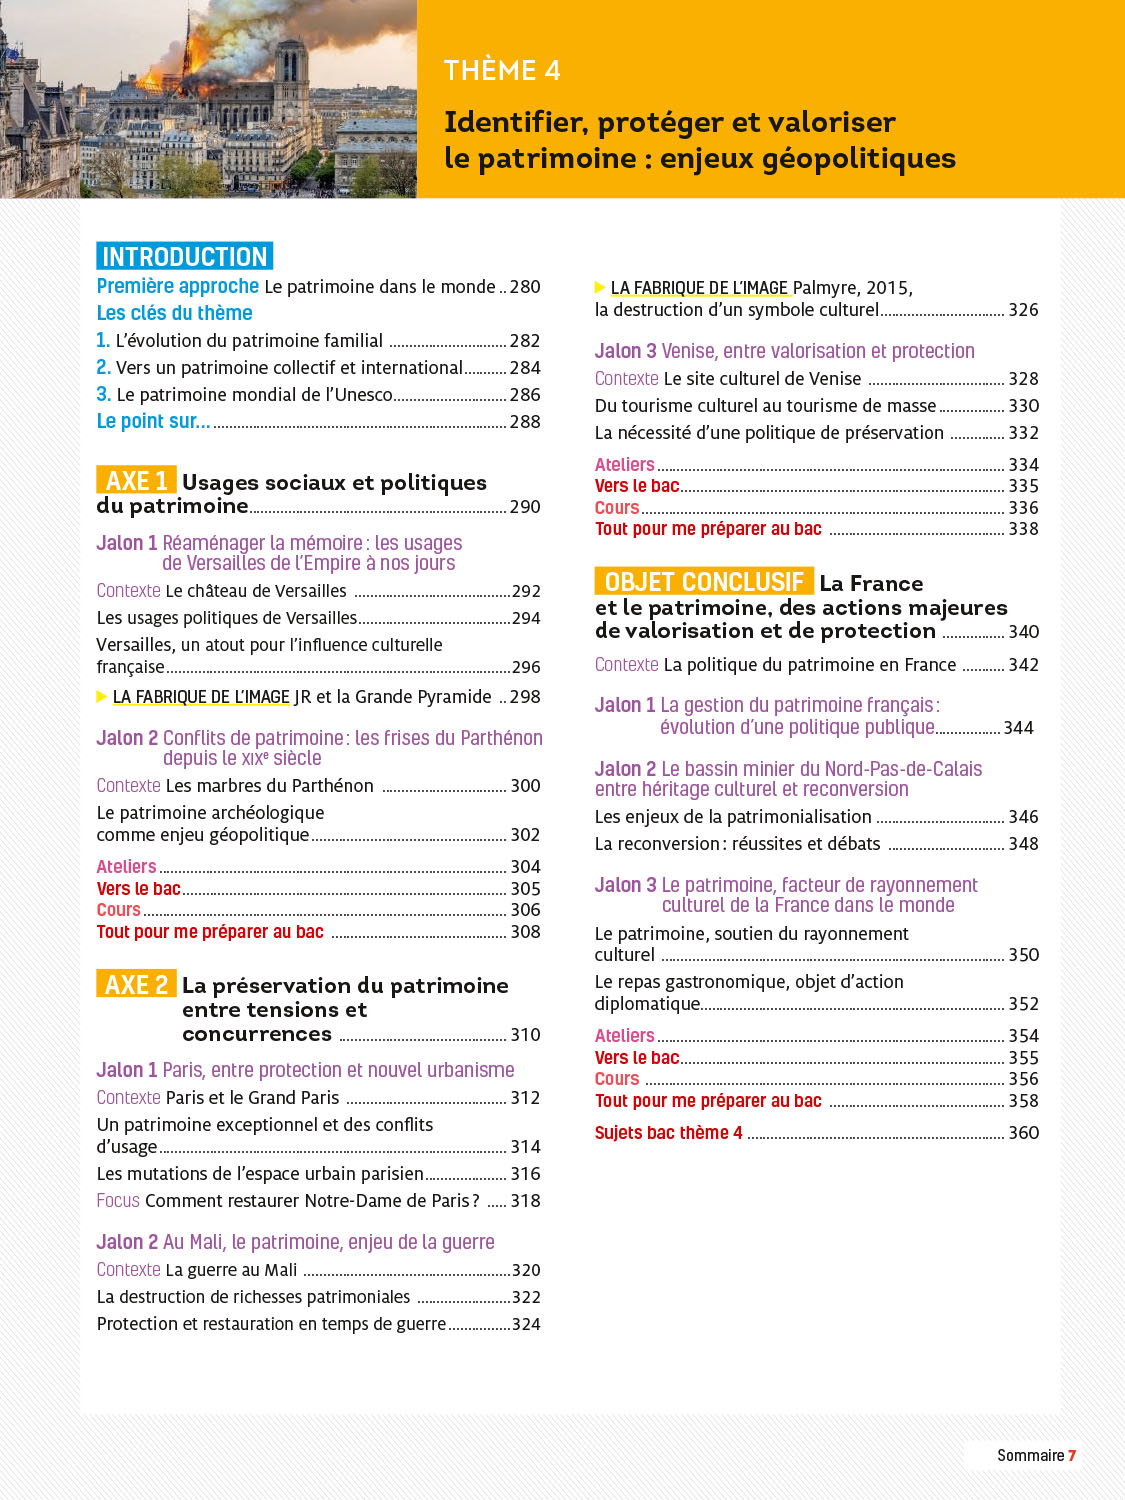 THÈME 4
Identifier, protéger et valoriser
le patrimoine : enjeux géopolitiques
INTRODUCTION
Première approche Le patrimoine dans le monde .. 280
Les clés du thème
1. L’évolution du patrimoine familial .............................. 282
2. Vers un patrimoine collectif et international........... 284
3. Le patrimoine mondial de l’Unesco............................. 286
Le point sur... ........................................................................... 288
AXE 1 Usages sociaux et politiques
du patrimoine................................................................. 290
Jalon 1 Réaménager la mémoire : les usages
de Versailles de l’Empire à nos jours
Contexte Le château de Versailles ........................................292
Les usages politiques de Versailles.......................................294
Versailles, un atout pour l’influence culturelle
française........................................................................................296
LA FABRIQUE DE L’IMAGE JR et la Grande Pyramide .. 298
Jalon 2 Conflits de patrimoine : les frises du Parthénon
depuis le XIXe siècle
Contexte Les marbres du Parthénon ................................ 300
Le patrimoine archéologique
comme enjeu géopolitique.................................................. 302
Ateliers ......................................................................................... 304
Vers le bac................................................................................... 305
Cours ............................................................................................. 306
Tout pour me préparer au bac ............................................. 308
AXE 2 La préservation du patrimoine
entre tensions et
concurrences ........................................... 310
Jalon 1 Paris, entre protection et nouvel urbanisme
Contexte Paris et le Grand Paris ......................................... 312
Un patrimoine exceptionnel et des conflits
d’usage......................................................................................... 314
Les mutations de l’espace urbain parisien..................... 316
Focus Comment restaurer Notre-Dame de Paris ? ..... 318
Jalon 2 Au Mali, le patrimoine, enjeu de la guerre
Contexte La guerre au Mali .....................................................320
La destruction de richesses patrimoniales ........................322
Protection et restauration en temps de guerre................324
LA FABRIQUE DE L’IMAGE Palmyre, 2015,
la destruction d’un symbole culturel................................ 326
Jalon 3 Venise, entre valorisation et protection
Contexte Le site culturel de Venise ................................... 328
Du tourisme culturel au tourisme de masse................. 330
La nécessité d’une politique de préservation .............. 332
Ateliers ......................................................................................... 334
Vers le bac................................................................................... 335
Cours ............................................................................................. 336
Tout pour me préparer au bac ............................................. 338
OBJET CONCLUSIF La France
et le patrimoine, des actions majeures
de valorisation et de protection ................ 340
Contexte La politique du patrimoine en France ........... 342
Jalon 1 La gestion du patrimoine français :
évolution d’une politique publique................. 344
Jalon 2 Le bassin minier du Nord-Pas-de-Calais
entre héritage culturel et reconversion
Les enjeux de la patrimonialisation ................................. 346
La reconversion : réussites et débats .............................. 348
Jalon 3 Le patrimoine, facteur de rayonnement
culturel de la France dans le monde
Le patrimoine, soutien du rayonnement
culturel ........................................................................................ 350
Le repas gastronomique, objet d’action
diplomatique.............................................................................. 352
Ateliers ......................................................................................... 354
Vers le bac................................................................................... 355
Cours ............................................................................................ 356
Tout pour me préparer au bac ............................................. 358
Sujets bac thème 4 .................................................................. 360
Sommaire 7